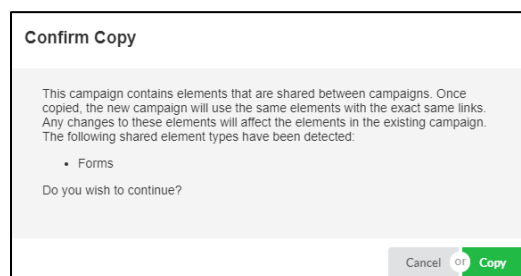 Confirm Copy
This campaign contains elements that are shared between campaigns. Once
copied, the new campaign will use the same elements with the exact same links.
Any changes to these elements will affect the elements in the existing campaign.
The following shared element types have been detected:
• Forms
Do you wish to continue?
Cancel or Copy